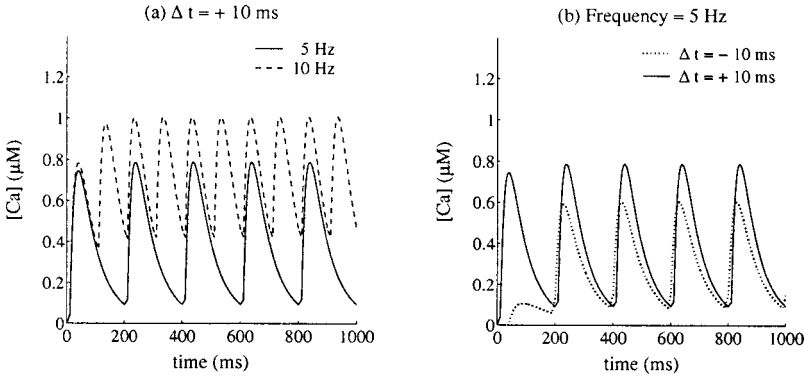 (a) Δ t = + 10 ms
5 Hz
10 Hz
1.2
1
0.8
0.6
0.4
0.2
0
[Ca] (μM)
0 200 400 600 800 1000
time (ms)
(b) Frequency = 5 Hz
Δ t = − 10 ms
Δ t = + 10 ms
1.2
1
0.8
0.6
0.4
0.2
0
[Ca] (μM)
0 200 400 600 800 1000
time (ms)